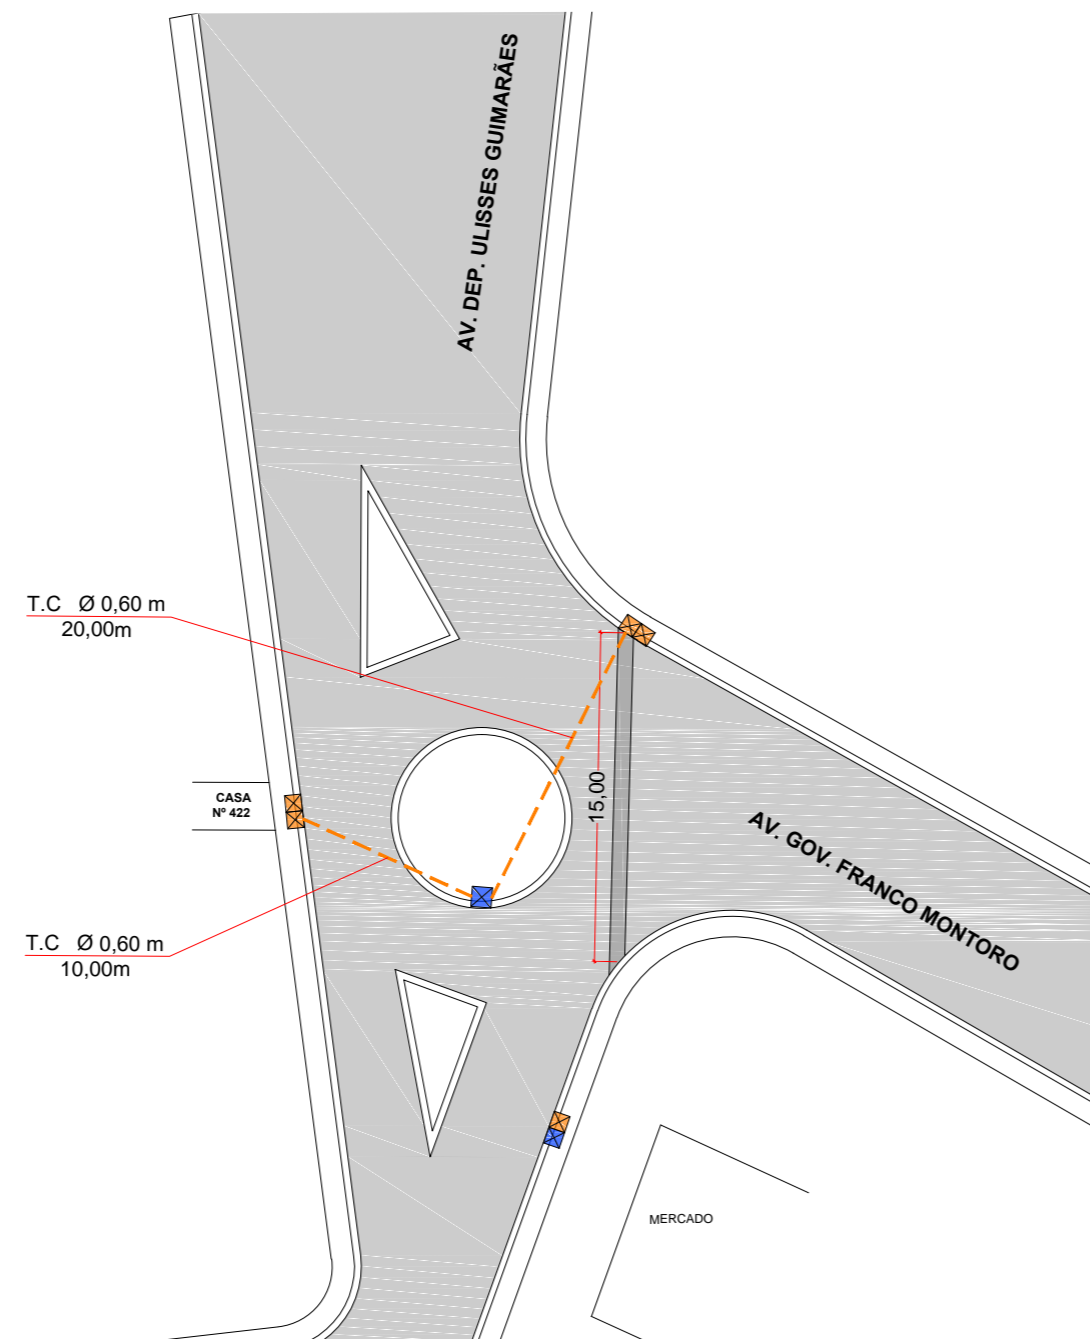 AV. DEP. ULISSES GUIMARÃES
T.C Ø 0,60 m
20,00m
CASA
Nº 422
15,00
AV. GOV. FRANCO MONTORO
T.C Ø 0,60 m
10,00m
MERCADO